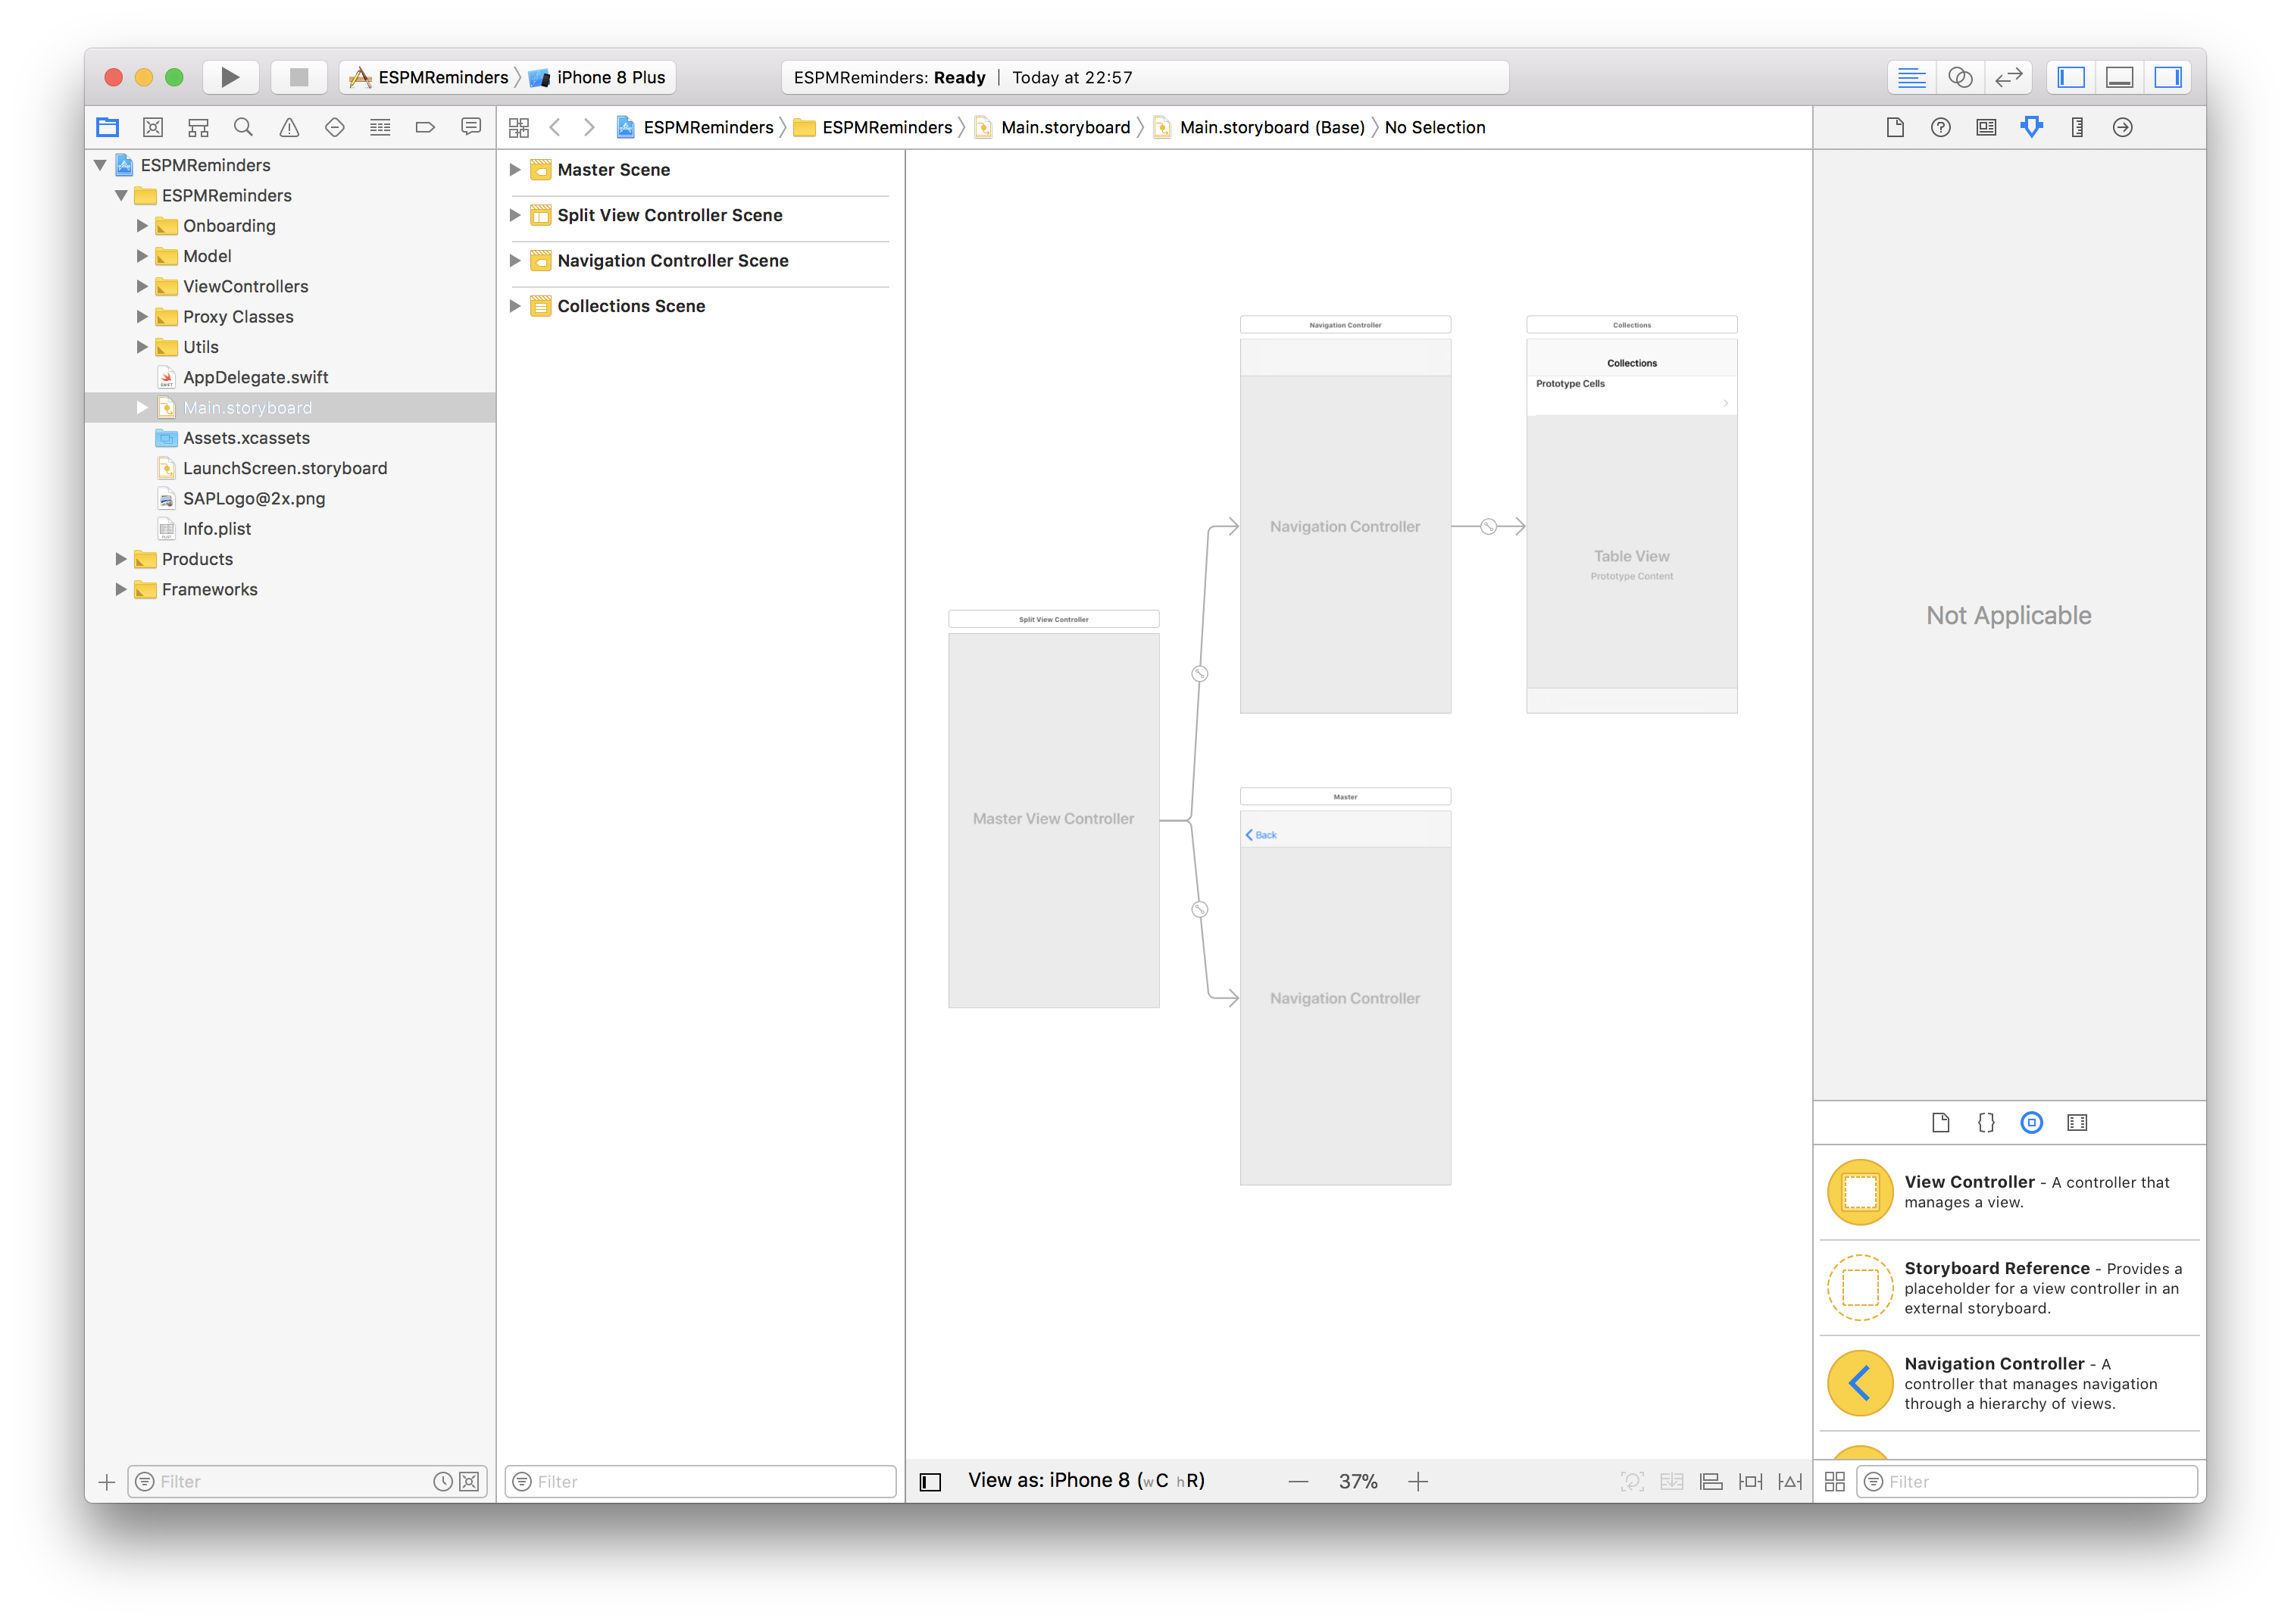 ESPMReminders
iPhone 8 Plus
ESPMReminders: Ready | Today at 22:57
ESPMReminders
ESPMReminders
Main.storyboard
Main.storyboard (Base)
No Selection
ESPMReminders
ESPMReminders
Onboarding
Model
ViewControllers
Proxy Classes
Utils
AppDelegate.swift
Main.storyboard
Assets.xcassets
LaunchScreen.storyboard
SAPLogo@2x.png
Info.plist
Products
Frameworks
Filter
Master Scene
Split View Controller Scene
Navigation Controller Scene
Collections Scene
Filter
Navigation Controller
Navigation Controller
Collections
Collections
Prototype Cells
Table View
Prototype Content
Split View Controller
Master View Controller
Master
Back
Navigation Controller
View as: iPhone 8 (wC hR)
37%
Not Applicable
View Controller - A controller that
manages a view.
Storyboard Reference - Provides a
placeholder for a view controller in an
external storyboard.
Navigation Controller - A
controller that manages navigation
through a hierarchy of views.
Filter